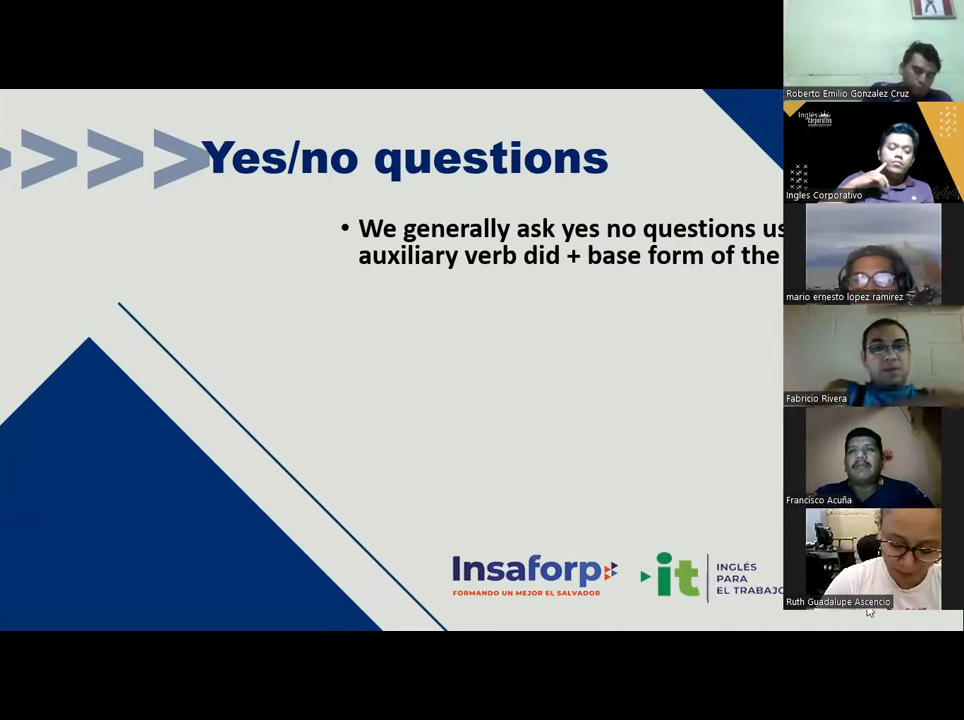 Yes/no questions
• We generally ask yes no questions us
auxiliary verb did + base form of the
Insaforp
FORMANDO UN MEJOR EL SALVADOR
it
INGLÉS
PARA
EL TRABAJO
Roberto Emilio Gonzalez Cruz
Inglés
corporativo
Ingles Corporativo
mario ernesto lopez ramirez
Fabricio Rivera
Francisco Acuña
Ruth Guadalupe Ascencio